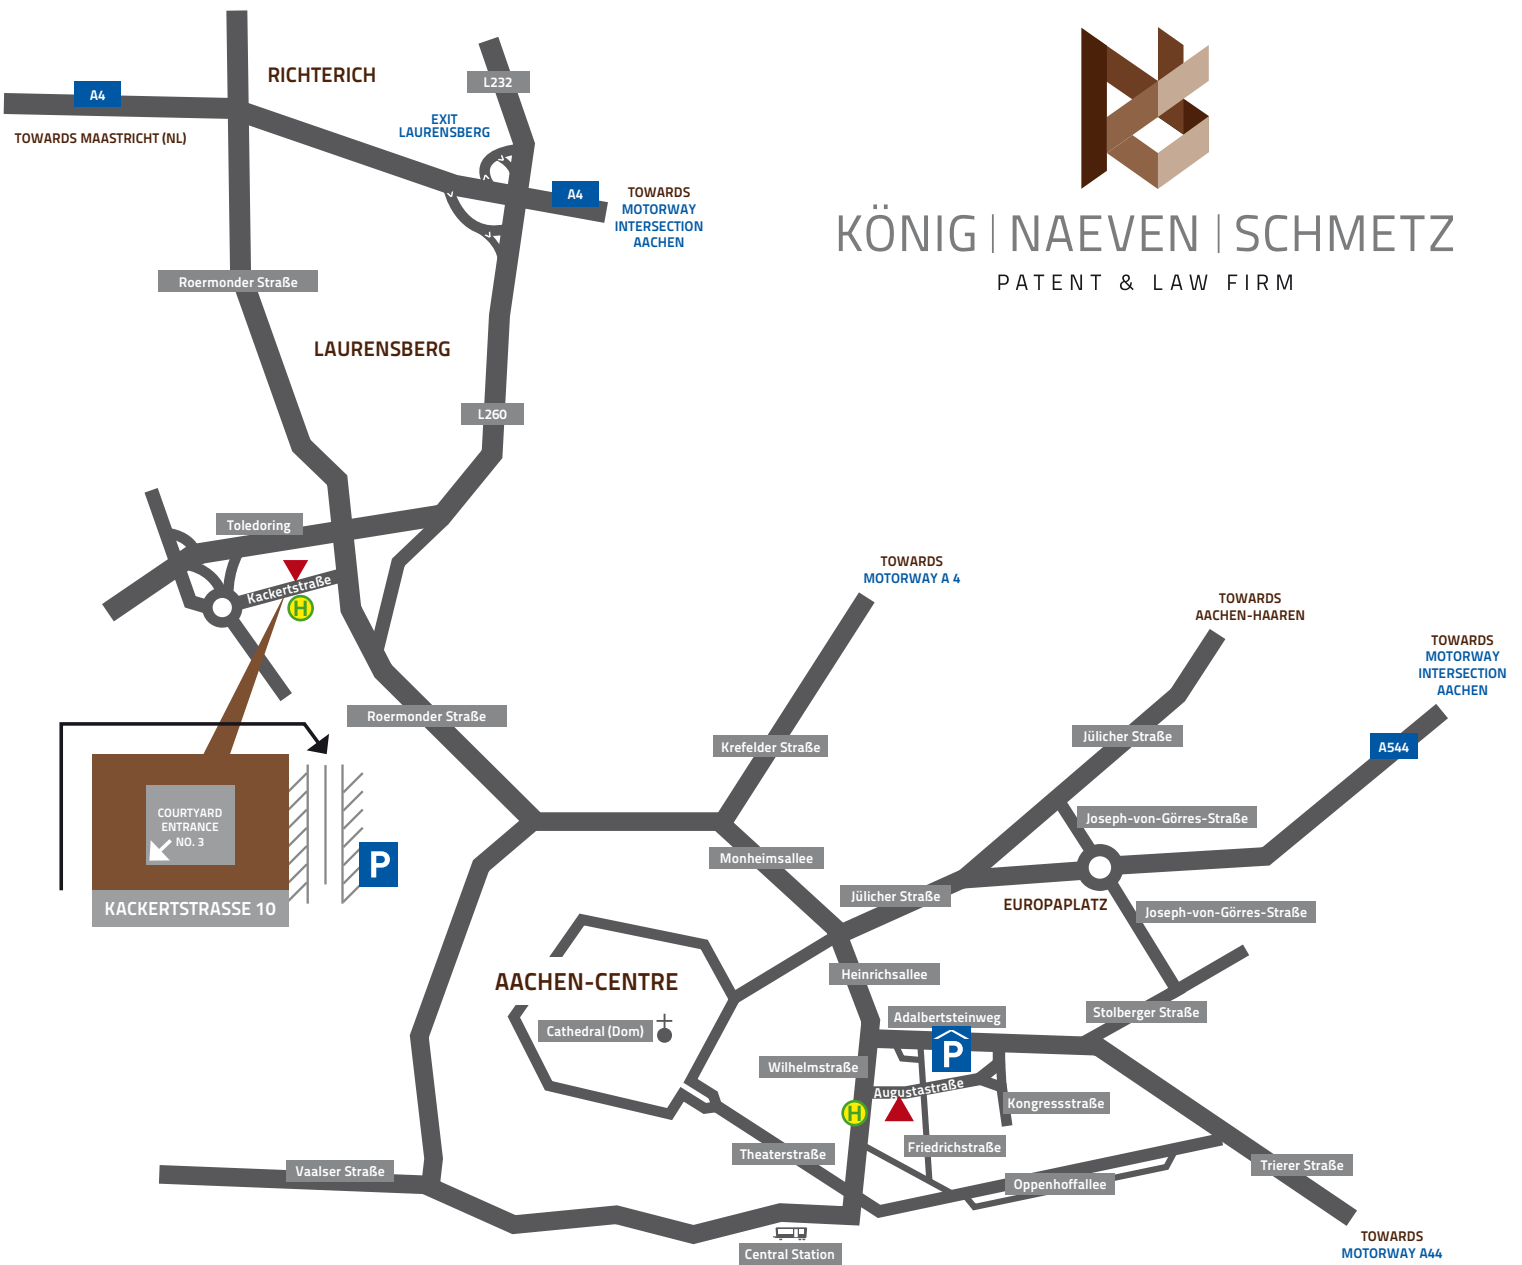 RICHTERICH
L232
A4
EXIT
LAURENSBERG
TOWARDS MAASTRICHT (NL)
A4
TOWARDS
MOTORWAY
INTERSECTION
AACHEN
KÖNIG | NAEVEN | SCHMETZ
PATENT & LAW FIRM
Roermonder Straße
LAURENSBERG
L260
Toledoring
Kackertstraße
H
TOWARDS
MOTORWAY A 4
TOWARDS
AACHEN-HAAREN
TOWARDS
MOTORWAY
INTERSECTION
AACHEN
Roermonder Straße
Krefelder Straße
Jülicher Straße
A544
COURTYARD
ENTRANCE
NO. 3
P
KACKERTSTRASSE 10
Joseph-von-Görres-Straße
Monheimsallee
Jülicher Straße
EUROPAPLATZ
Joseph-von-Görres-Straße
AACHEN-CENTRE
Heinrichsallee
Cathedral (Dom)
Adalbertsteinweg
Stolberger Straße
P
Wilhelmstraße
Augustastraße
Kongressstraße
H
Theaterstraße
Friedrichstraße
Vaalser Straße
Oppenhoffallee
Trierer Straße
Central Station
TOWARDS
MOTORWAY A44